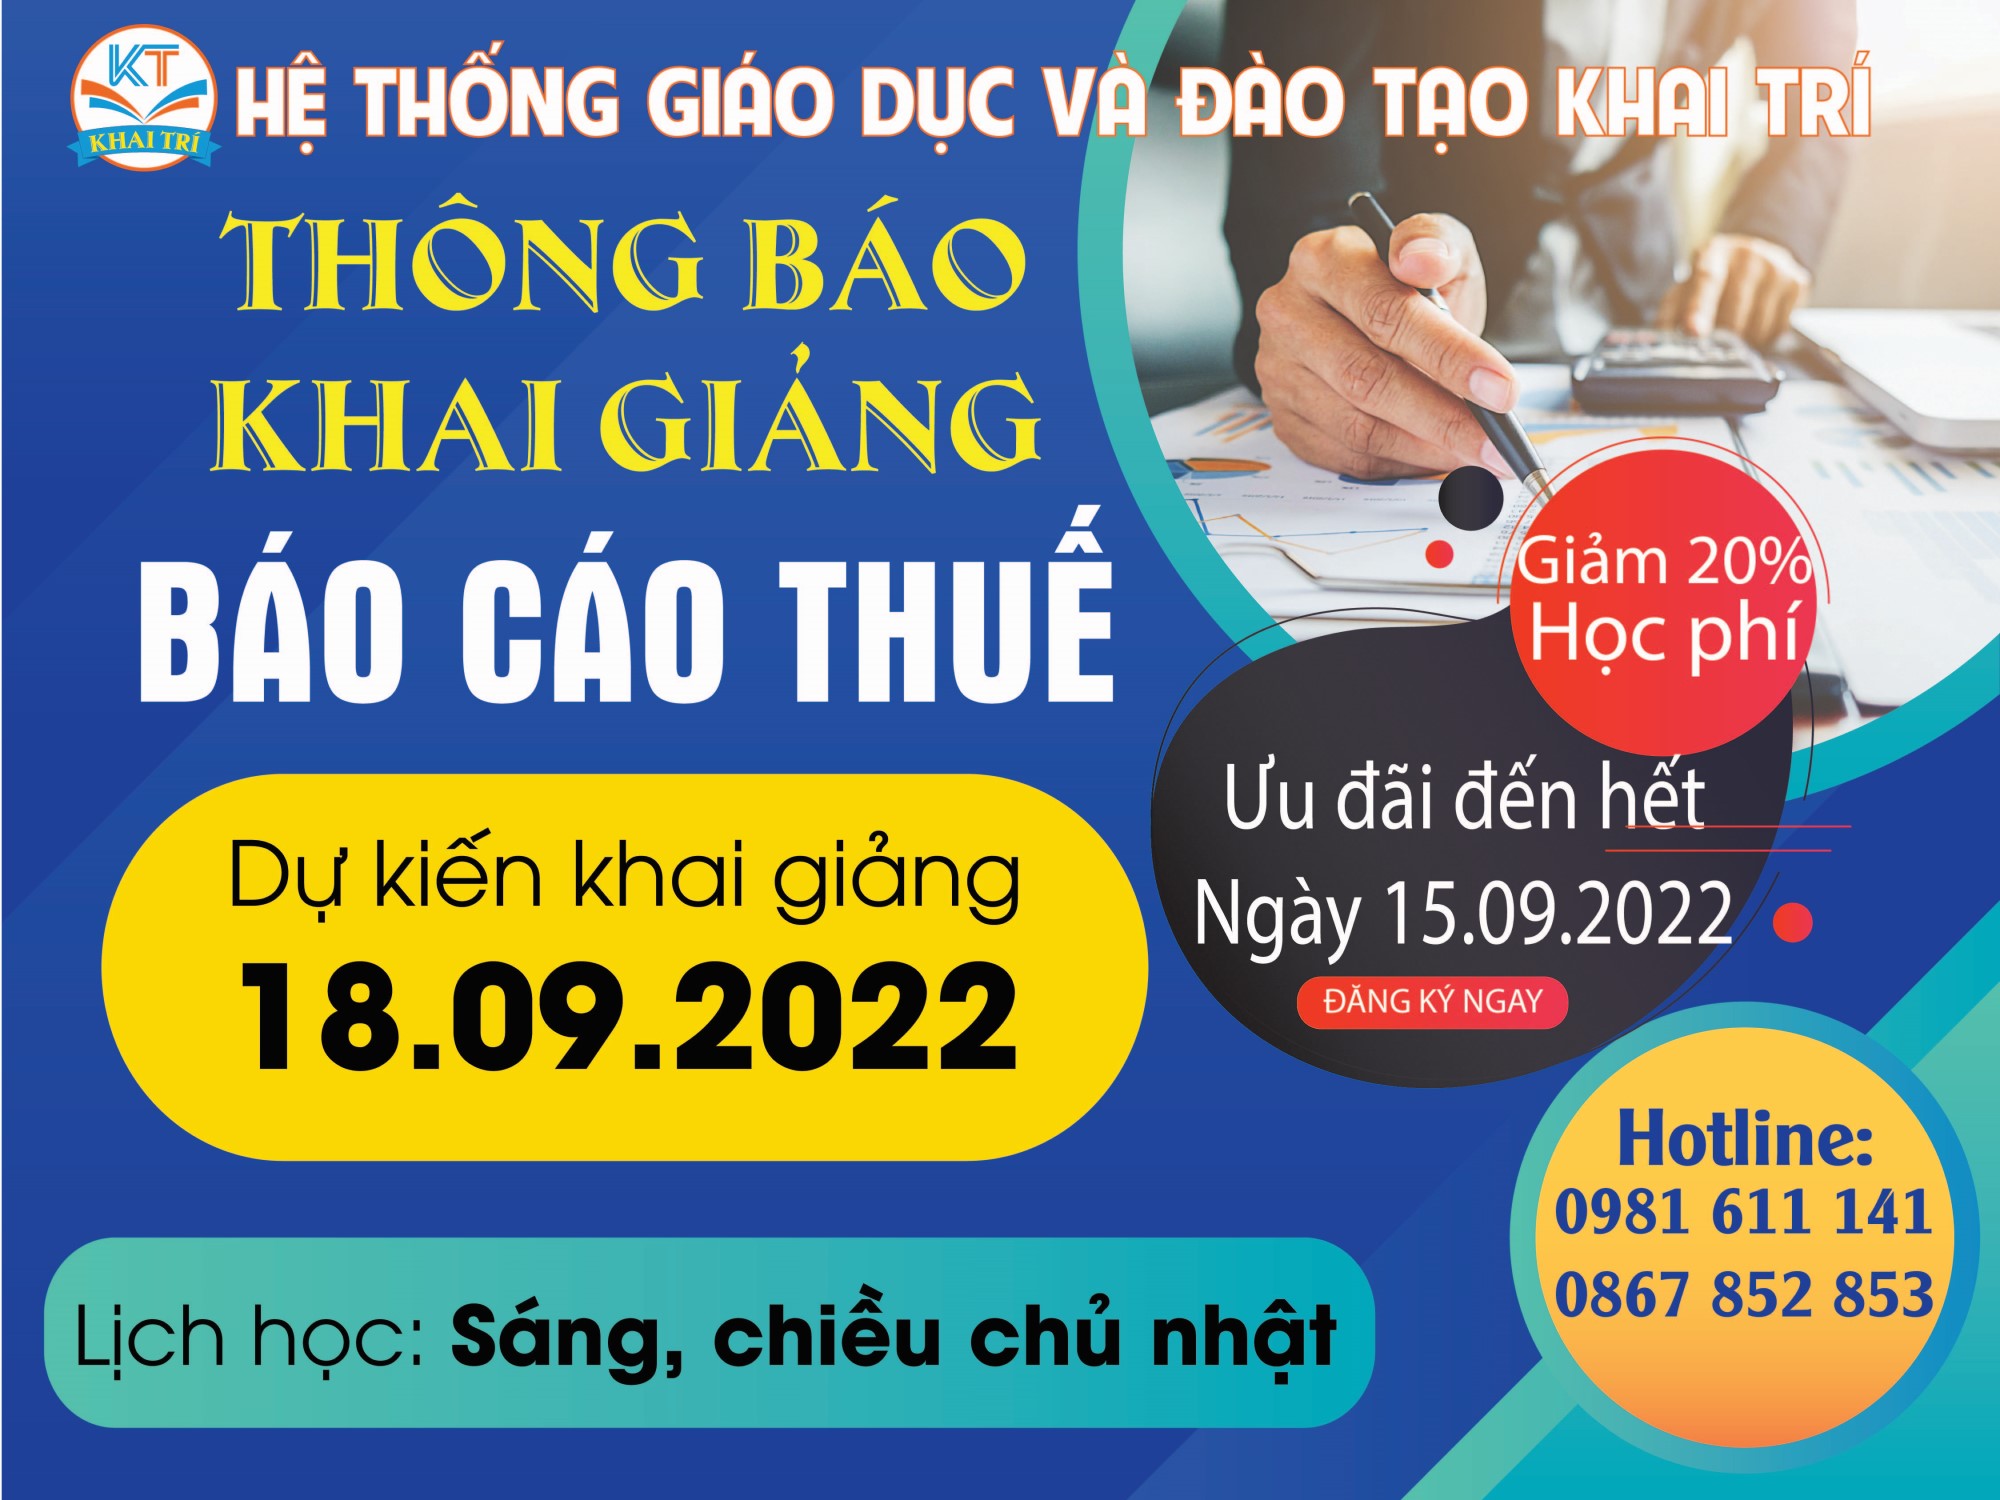 KT
KHAI TRÍ
HỆ THỐNG GIÁO DỤC VÀ ĐÀO TẠO KHAI TRÍ
THÔNG BÁO
KHAI GIẢNG
BÁO CÁO THUẾ
Giảm 20%
Học phí
Ưu đãi đến hết
Ngày 15.09.2022
ĐĂNG KÝ NGAY
Dự kiến khai giảng
18.09.2022
Hotline:
0981 611 141
0867 852 853
Lịch học: Sáng, chiều chủ nhật